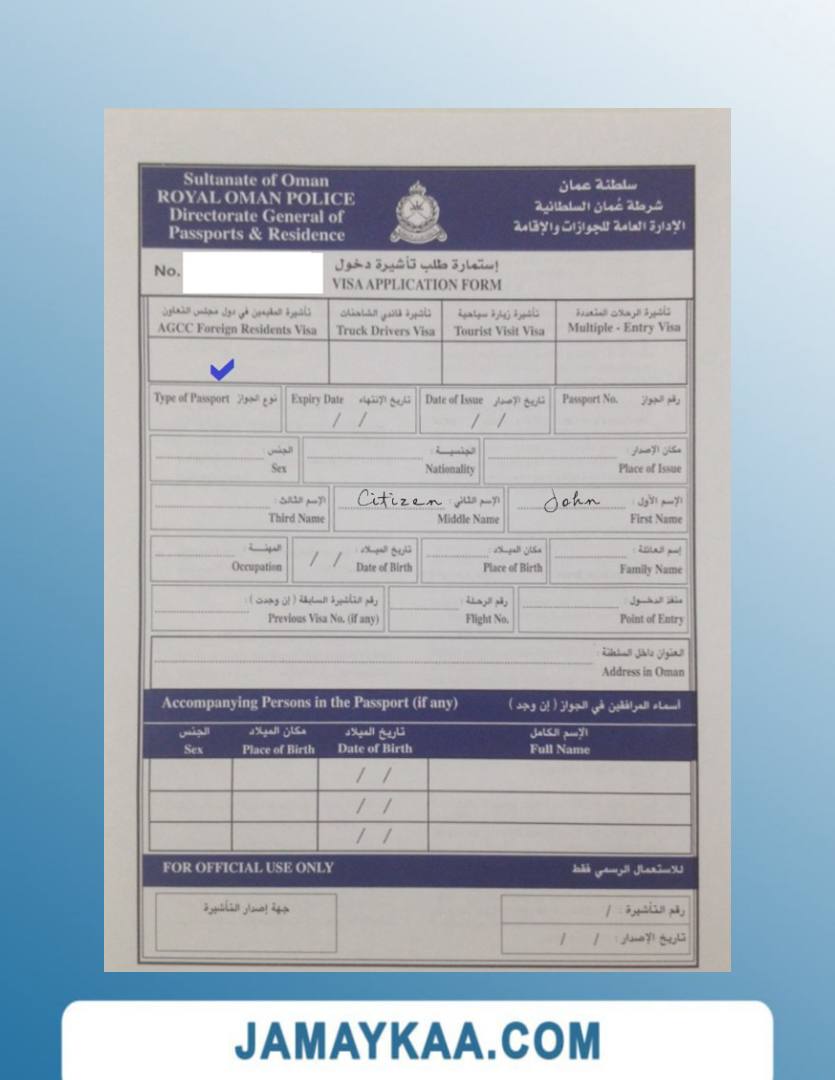 Sultanate of Oman
ROYAL OMAN POLICE
Directorate General of
Passports & Residence
سلطنة عمان
شرطة عُمان السلطانية
الإدارة العامة للجوازات والإقامة
No.
إستمارة طلب تأشيرة دخول
VISA APPLICATION FORM
تأشيرة المقيمين في دول مجلس التعاون
AGCC Foreign Residents Visa
تأشيرة قائدي الشاحنات
Truck Drivers Visa
تأشيرة زيارة سياحية
Tourist Visit Visa
تأشيرة الرحلات المتعددة
Multiple - Entry Visa
Type of Passport نوع الجواز
Expiry Date تاريخ الإنتهاء
/ /
Date of Issue تاريخ الإصدار
/ /
Passport No. رقم الجواز
الجنس :
Sex
الجنسيـــة :
Nationality
مكان الإصدار :
Place of Issue
الإسم الثالث :
Third Name
الإسم الثاني : Citizen
Middle Name
الإسم الأول : John
First Name
المهنـــة :
Occupation
تاريخ الميلاد :
/ / Date of Birth
مكان الميلاد :
Place of Birth
إسم العائلة :
Family Name
رقم التأشيرة السابقة ( إن وجدت ) :
Previous Visa No. (if any)
رقم الرحلة :
Flight No.
منفذ الدخــول :
Point of Entry
العنوان داخل السلطنة :
Address in Oman
Accompanying Persons in the Passport (if any)
أسماء المرافقين في الجواز ( إن وجد )
الجنس
Sex
مكان الميلاد
Place of Birth
تاريخ الميلاد
Date of Birth
الإسم الكامل
Full Name
/ /
/ /
/ /
FOR OFFICIAL USE ONLY
للاستعمال الرسمي فقط
جهة إصدار التأشيرة
رقم التأشيرة : /
تاريخ الإصدار : / /
JAMAYKAA.COM